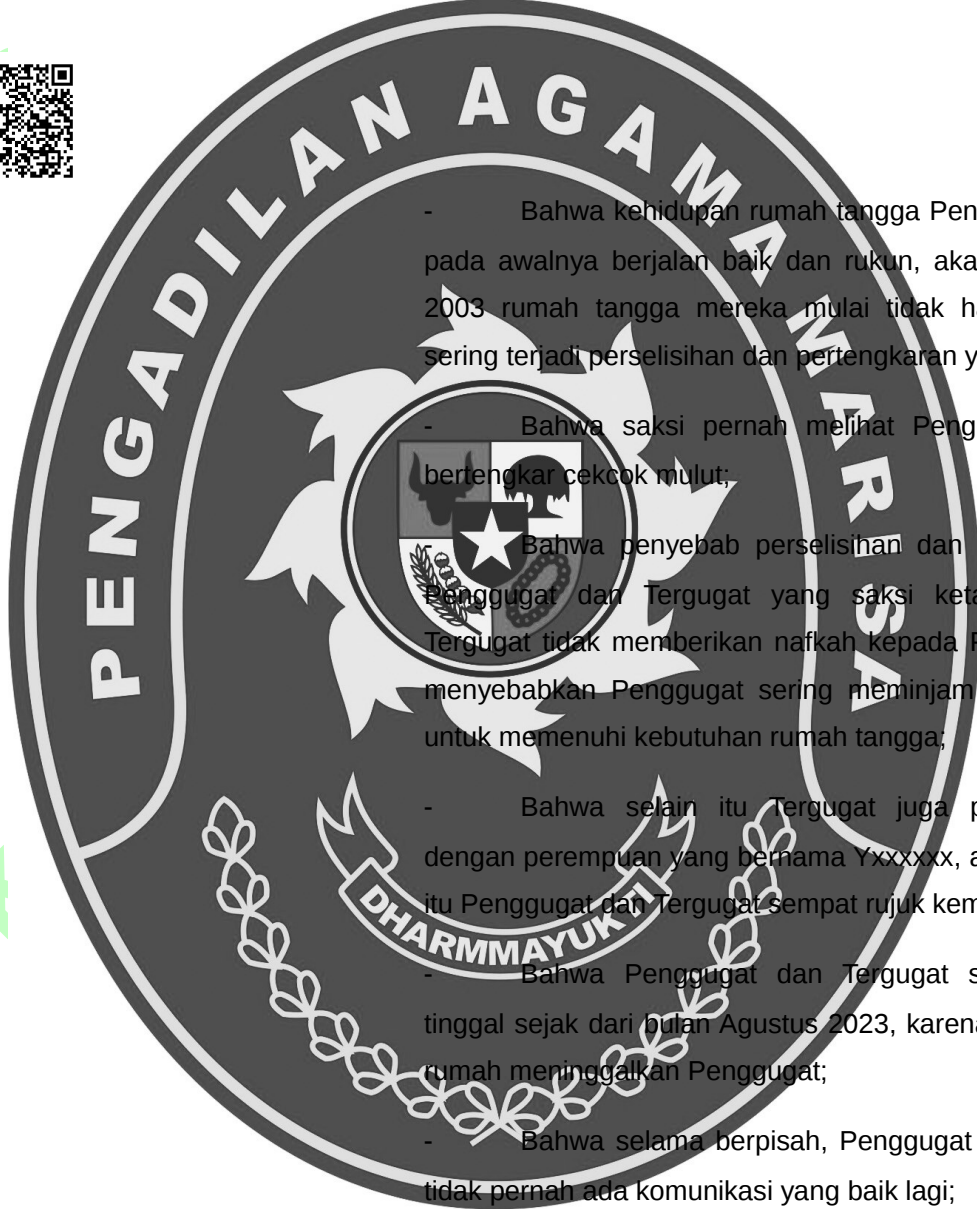 PENGADILAN AGAMA MARISA
- Bahwa kehidupan rumah tangga Pen
pada awalnya berjalan baik dan rukun, aka
2003 rumah tangga mereka mulai tidak ha
sering terjadi perselisihan dan pertengkaran y
- Bahwa saksi pernah melihat Peng
bertengkar cekcok mulut;
- Bahwa penyebab perselisihan dan
Penggugat dan Tergugat yang saksi keta
Tergugat tidak memberikan nafkah kepada P
menyebabkan Penggugat sering meminjam
untuk memenuhi kebutuhan rumah tangga;
- Bahwa selain itu Tergugat juga p
dengan perempuan yang bernama Yxxxxxx, a
itu Penggugat dan Tergugat sempat rujuk kem
DHARMMAYUKTI
- Bahwa Penggugat dan Tergugat s
tinggal sejak dari bulan Agustus 2023, karena
rumah meninggalkan Penggugat;
- Bahwa selama berpisah, Penggugat
tidak pernah ada komunikasi yang baik lagi;